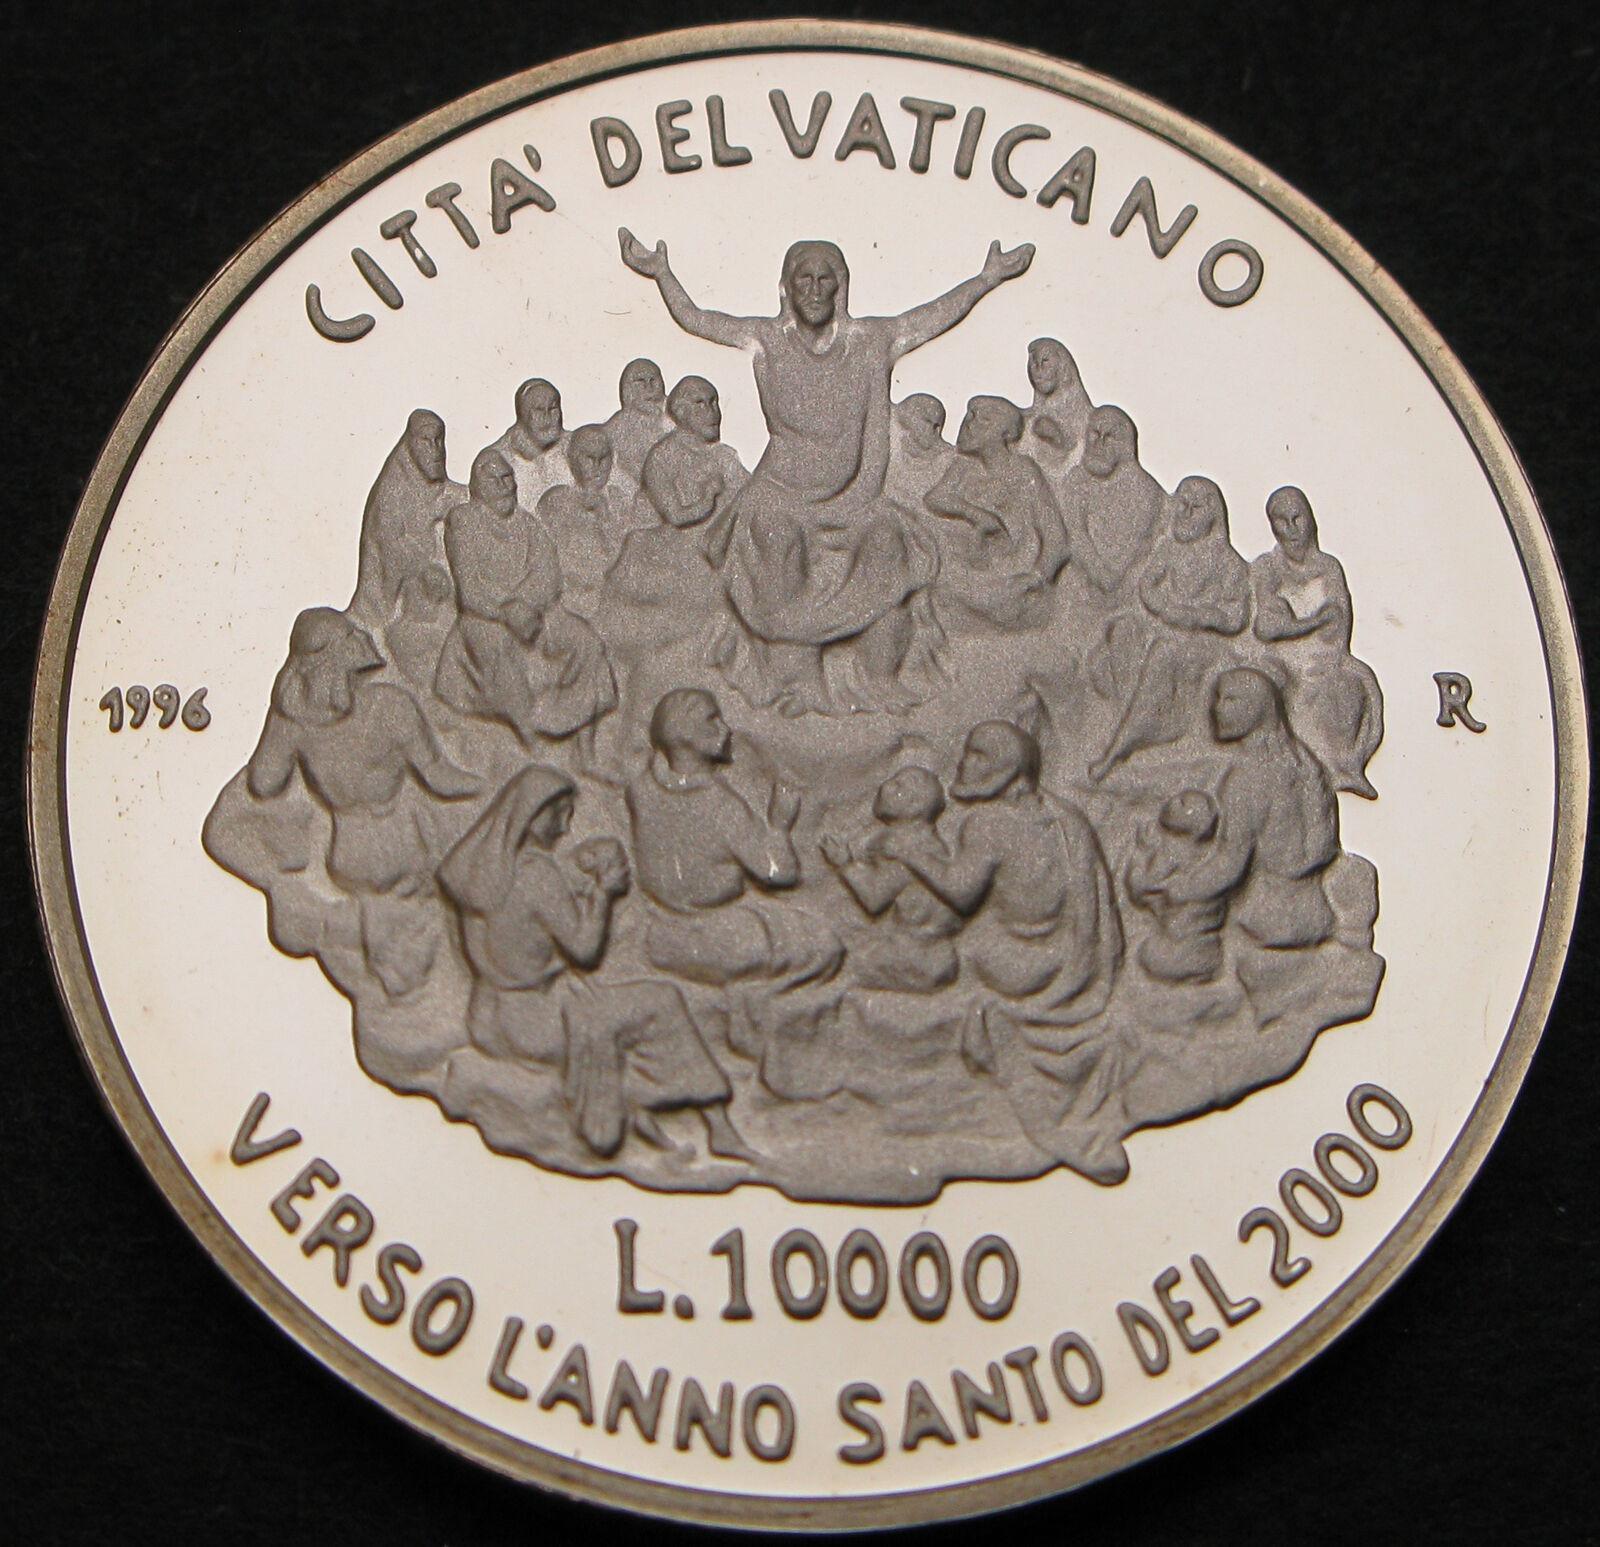 CITTA' DEL VATICANO
1996
R
L.10000
VERSO L'ANNO SANTO DEL 2000